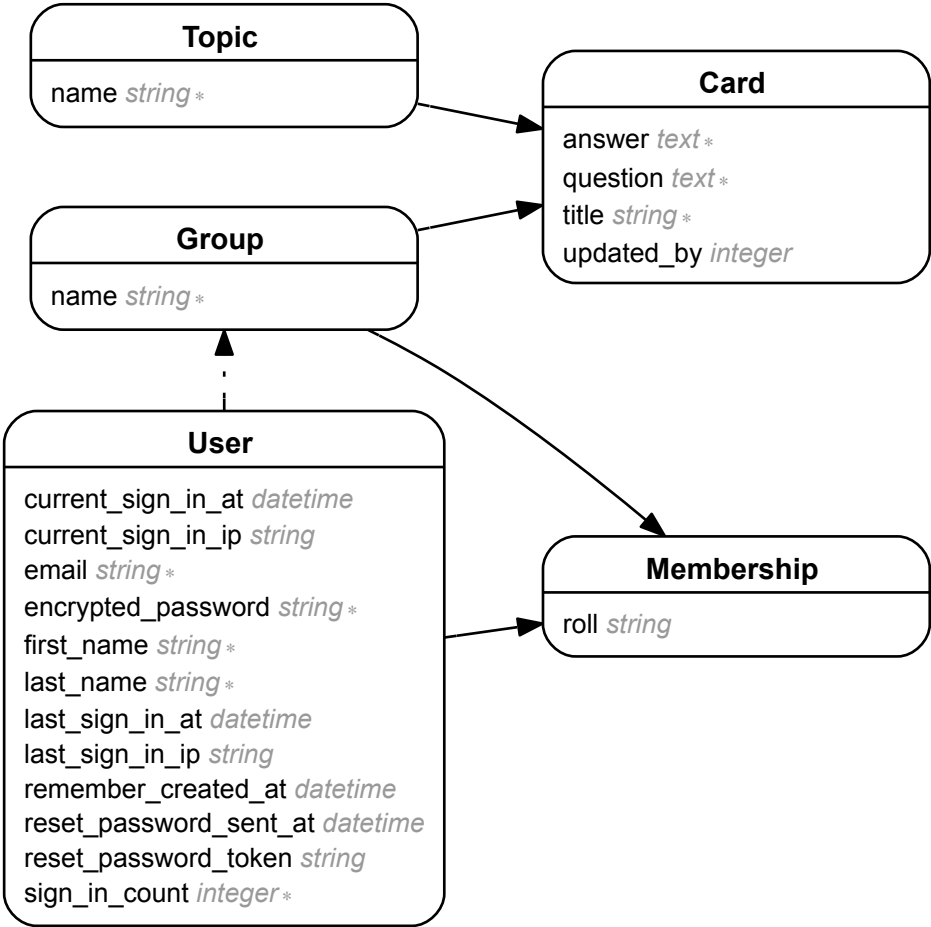 Topic
name string *
Card
answer text *
question text *
title string *
updated_by integer
Group
name string *
User
current_sign_in_at datetime
current_sign_in_ip string
email string *
encrypted_password string *
first_name string *
last_name string *
last_sign_in_at datetime
last_sign_in_ip string
remember_created_at datetime
reset_password_sent_at datetime
reset_password_token string
sign_in_count integer *
Membership
roll string